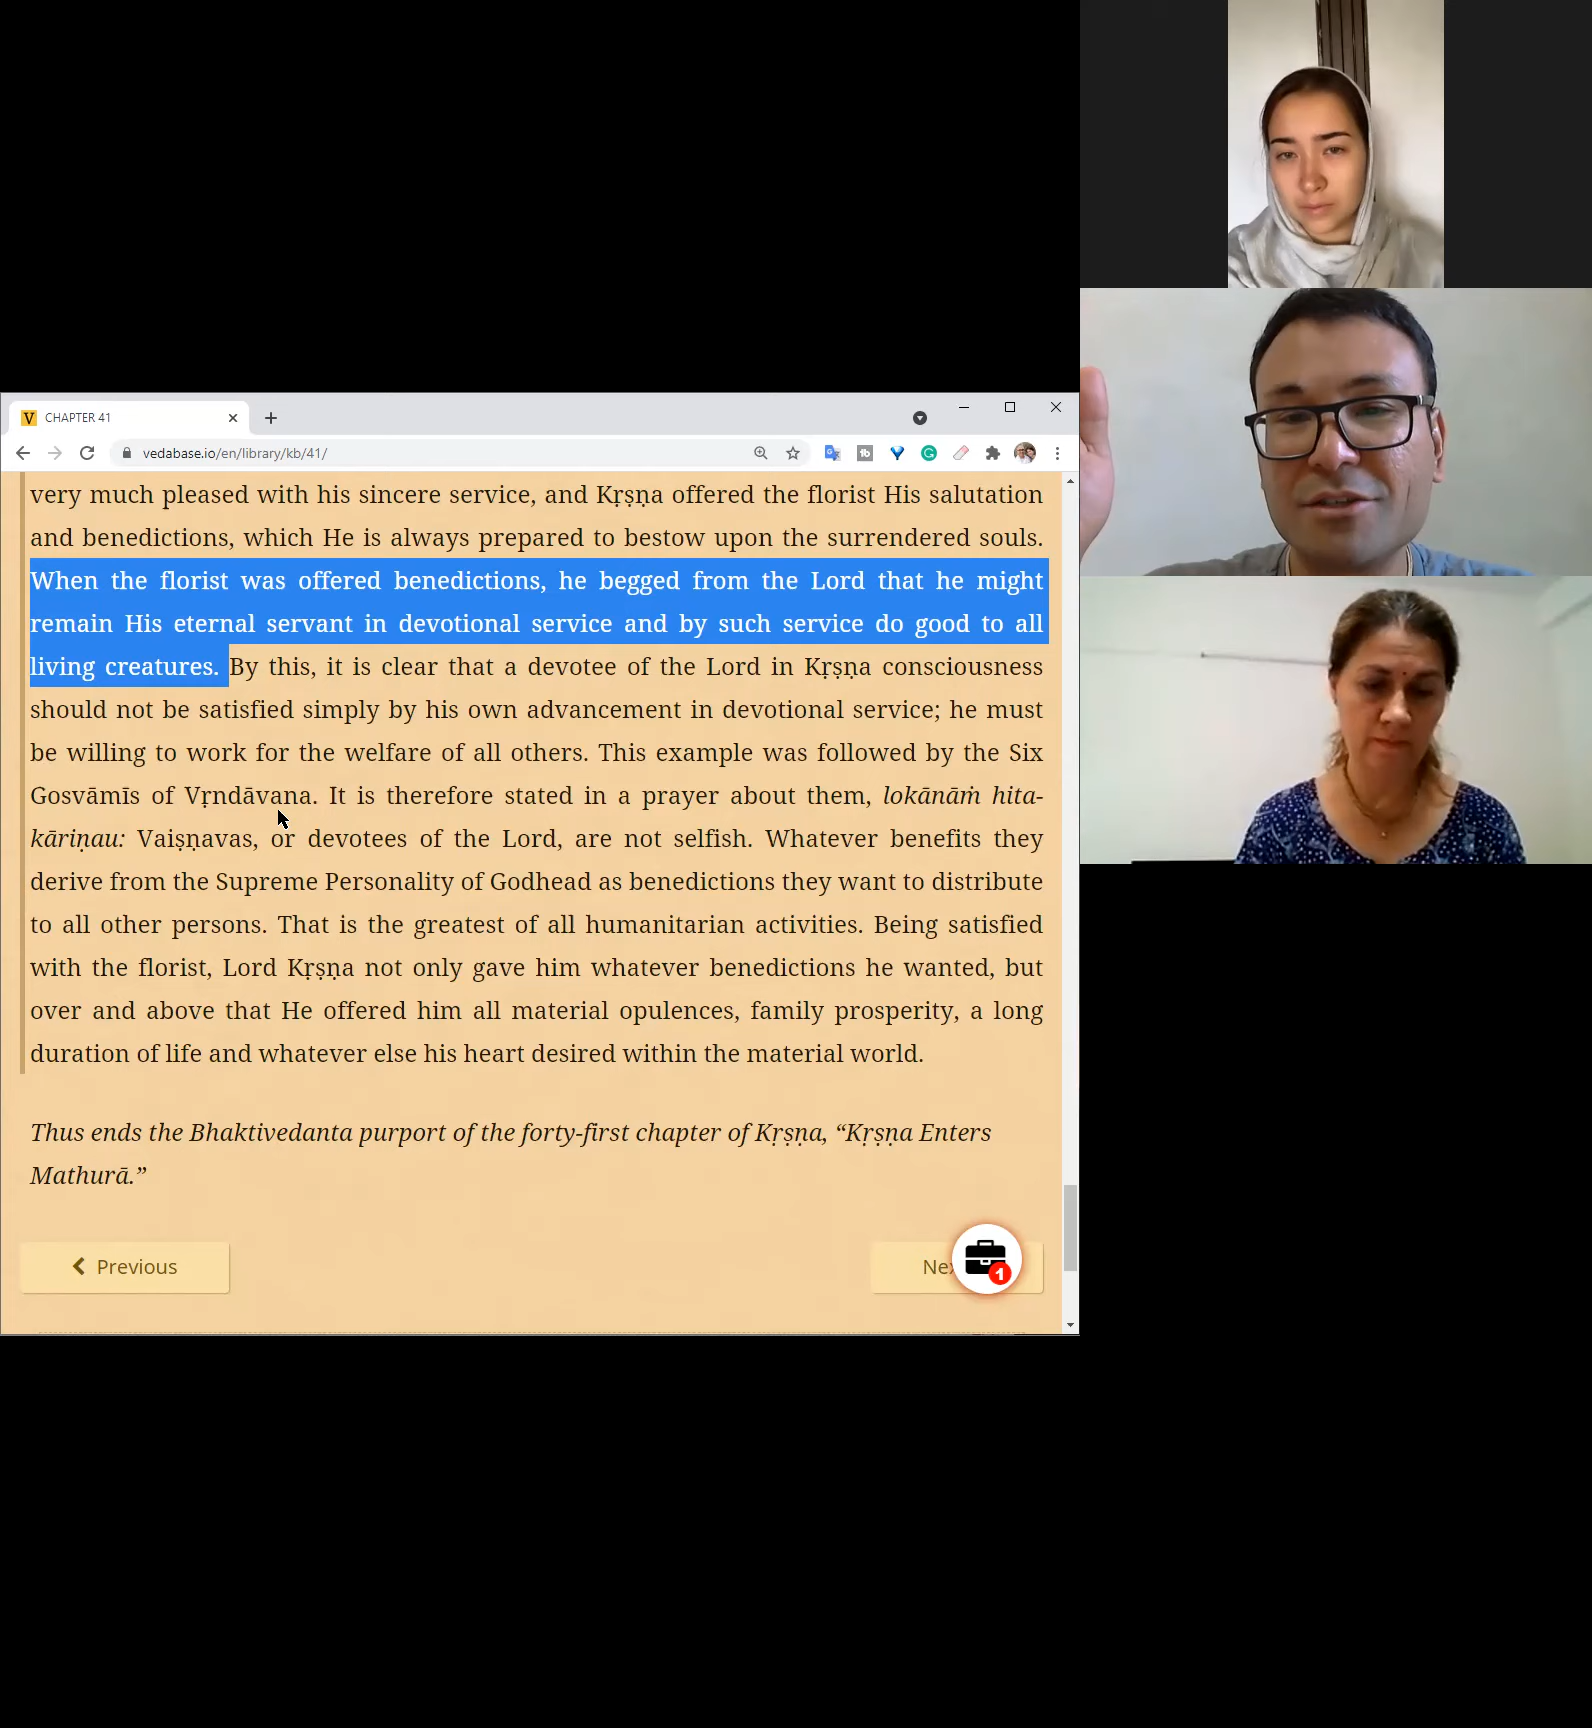 CHAPTER 41
vedabase.io/en/library/kb/41/
very much pleased with his sincere service, and Kṛṣṇa offered the florist His salutation
and benedictions, which He is always prepared to bestow upon the surrendered souls.
When the florist was offered benedictions, he begged from the Lord that he might
remain His eternal servant in devotional service and by such service do good to all
living creatures. By this, it is clear that a devotee of the Lord in Kṛṣṇa consciousness
should not be satisfied simply by his own advancement in devotional service; he must
be willing to work for the welfare of all others. This example was followed by the Six
Gosvāmīs of Vṛndāvana. It is therefore stated in a prayer about them, lokānāṁ hita-
kāriṇau: Vaiṣṇavas, or devotees of the Lord, are not selfish. Whatever benefits they
derive from the Supreme Personality of Godhead as benedictions they want to distribute
to all other persons. That is the greatest of all humanitarian activities. Being satisfied
with the florist, Lord Kṛṣṇa not only gave him whatever benedictions he wanted, but
over and above that He offered him all material opulences, family prosperity, a long
duration of life and whatever else his heart desired within the material world.
Thus ends the Bhaktivedanta purport of the forty-first chapter of Kṛṣṇa, “Kṛṣṇa Enters
Mathurā.”
Previous
1